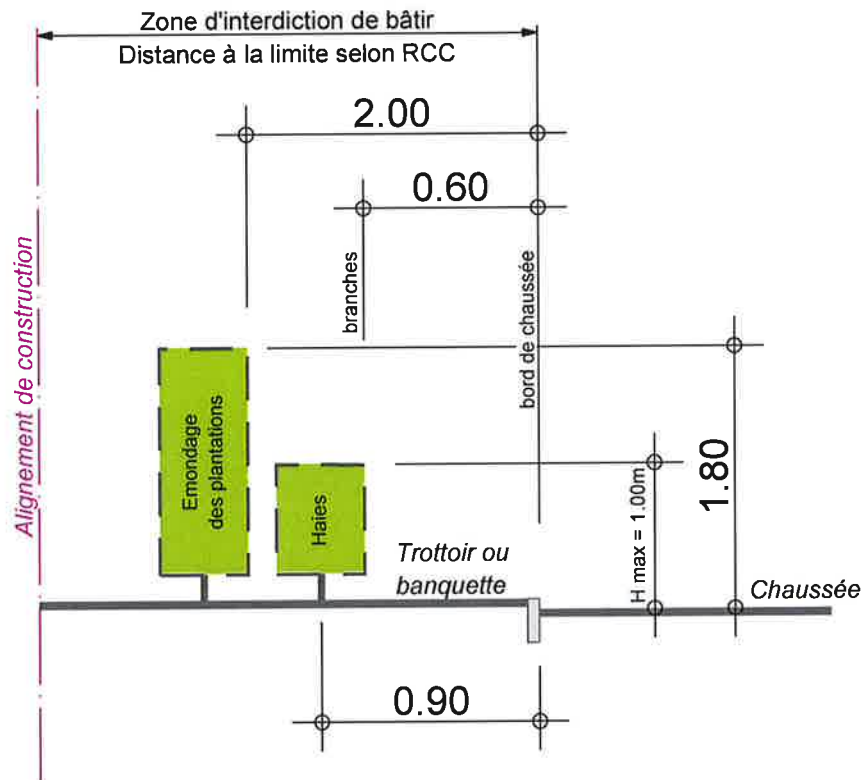 Zone d'interdiction de bâtir
Distance à la limite selon RCC
2.00
0.60
Alignement de construction
branches
bord de chaussée
Emondage
des plantations
Haies
H max = 1.00m
1.80
Trottoir ou
banquette
Chaussée
0.90